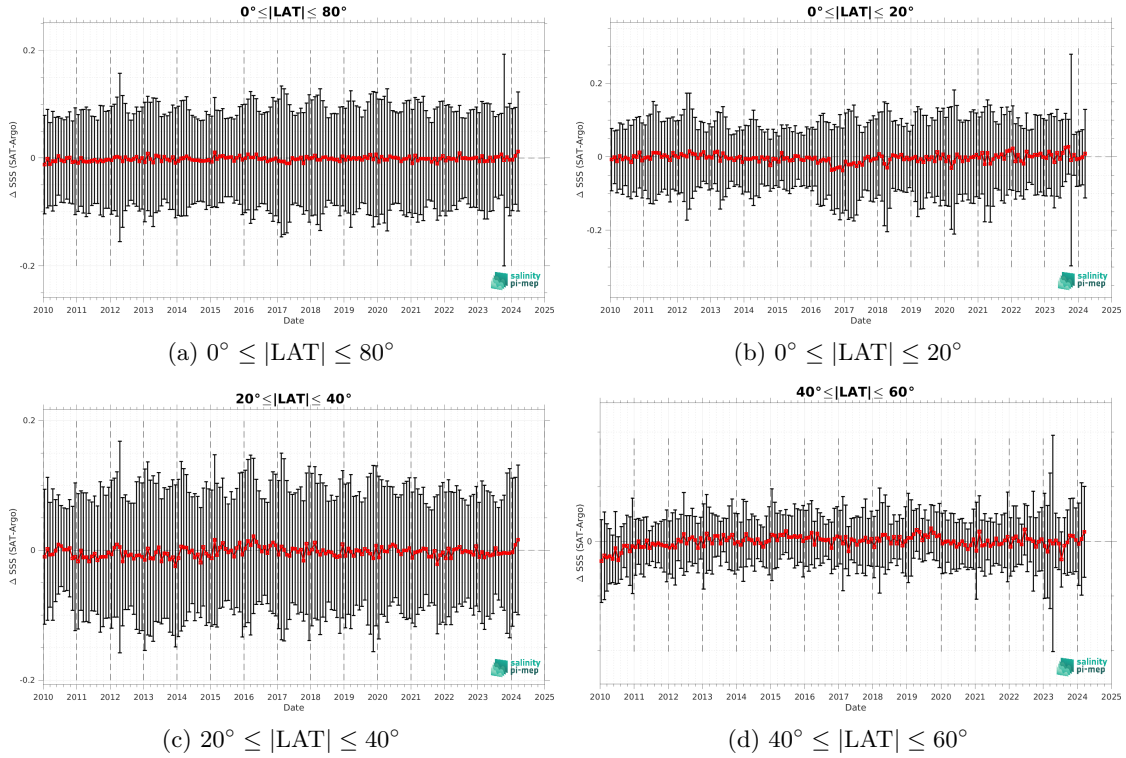 0°≤|LAT|≤ 80°
0.2
0
-0.2
Δ SSS (SAT-Argo)
2010 2011 2012 2013 2014 2015 2016 2017 2018 2019 2020 2021 2022 2023 2024 2025
Date
salinity
pi-mep
(a) 0° ≤ |LAT| ≤ 80°
0°≤|LAT|≤ 20°
0.2
0
-0.2
Δ SSS (SAT-Argo)
2010 2011 2012 2013 2014 2015 2016 2017 2018 2019 2020 2021 2022 2023 2024 2025
Date
salinity
pi-mep
(b) 0° ≤ |LAT| ≤ 20°
20°≤|LAT|≤ 40°
0.2
0
-0.2
Δ SSS (SAT-Argo)
2010 2011 2012 2013 2014 2015 2016 2017 2018 2019 2020 2021 2022 2023 2024 2025
Date
salinity
pi-mep
(c) 20° ≤ |LAT| ≤ 40°
40°≤|LAT|≤ 60°
0
Δ SSS (SAT-Argo)
2010 2011 2012 2013 2014 2015 2016 2017 2018 2019 2020 2021 2022 2023 2024 2025
Date
salinity
pi-mep
(d) 40° ≤ |LAT| ≤ 60°